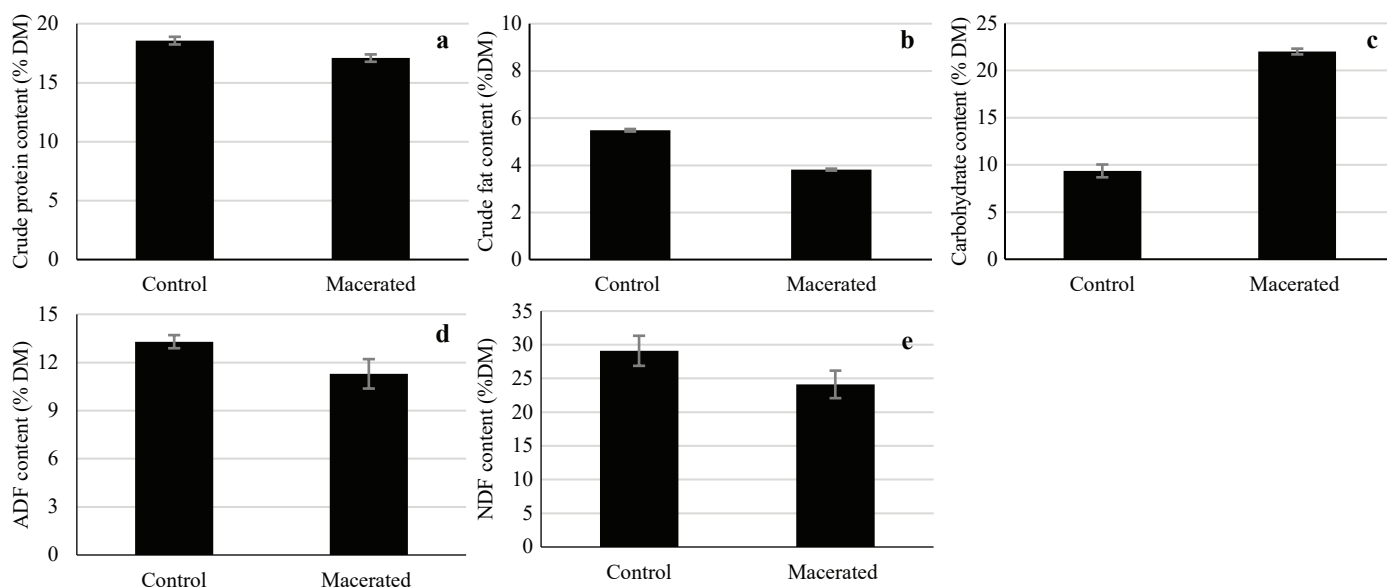 Crude protein content (% DM)
20
15
10
5
0
a
Control
Macerated
Crude fat content (%DM)
10
8
6
4
2
0
b
Control
Macerated
Carbohydrate content (% DM)
25
20
15
10
5
0
c
Control
Macerated
ADF content (% DM)
15
12
9
6
3
0
d
Control
Macerated
NDF content (%DM)
35
30
25
20
15
10
5
0
e
Control
Macerated